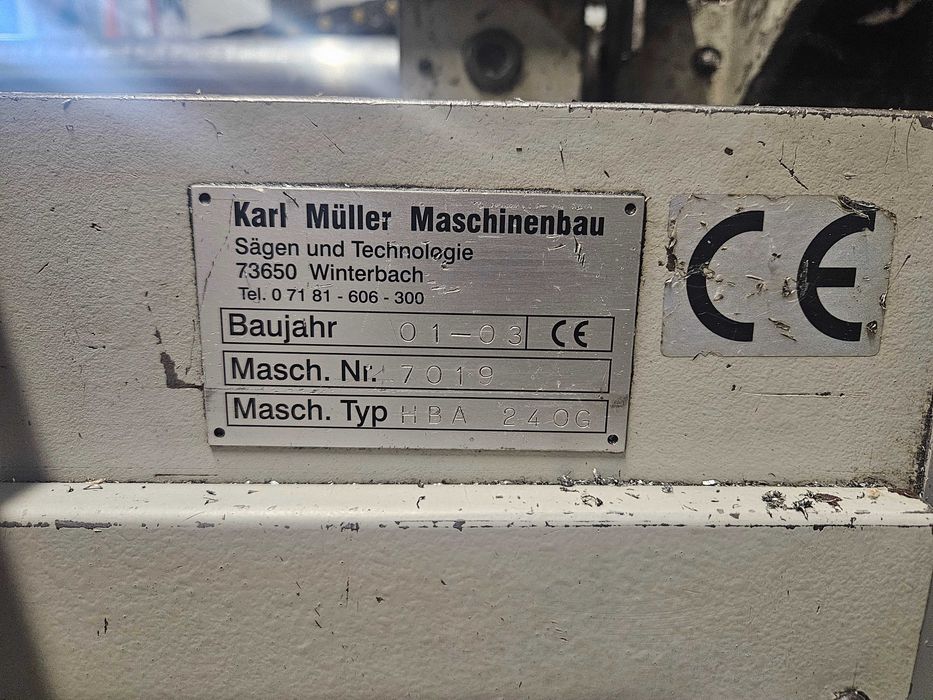 Karl Müller Maschinenbau
Sägen und Technologie
73650 Winterbach
Tel. 0 71 81 - 606 - 300
Baujahr 01-03 CE
Masch. Nr. 7019
Masch. Typ HBA 240G
CE